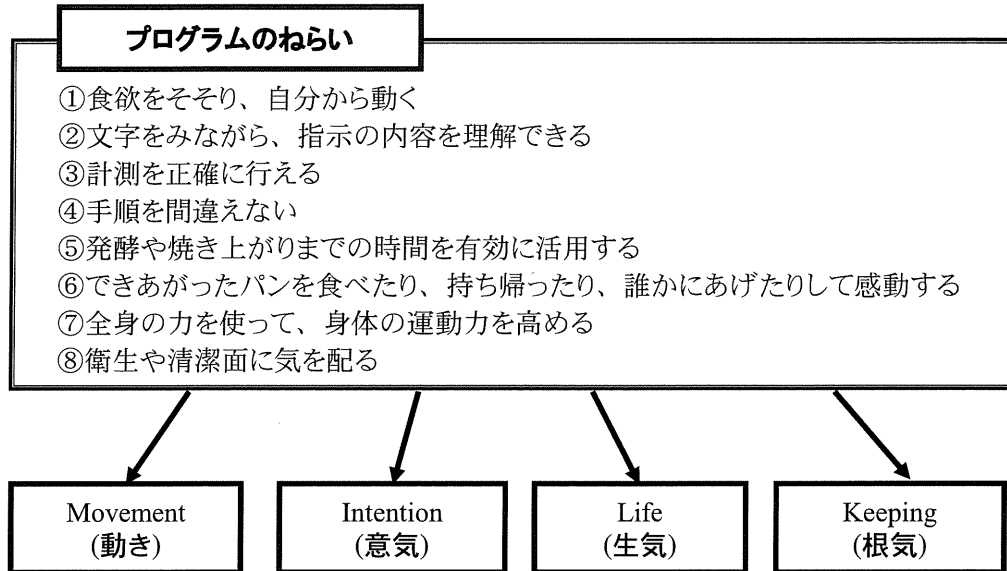 プログラムのねらい
①食欲をそそり、自分から動く
②文字をみながら、指示の内容を理解できる
③計測を正確に行える
④手順を間違えない
⑤発酵や焼き上がりまでの時間を有効に活用する
⑥できあがったパンを食べたり、持ち帰ったり、誰かにあげたりして感動する
⑦全身の力を使って、身体の運動力を高める
⑧衛生や清潔面に気を配る
Movement
(動き)
Intention
(意気)
Life
(生気)
Keeping
(根気)